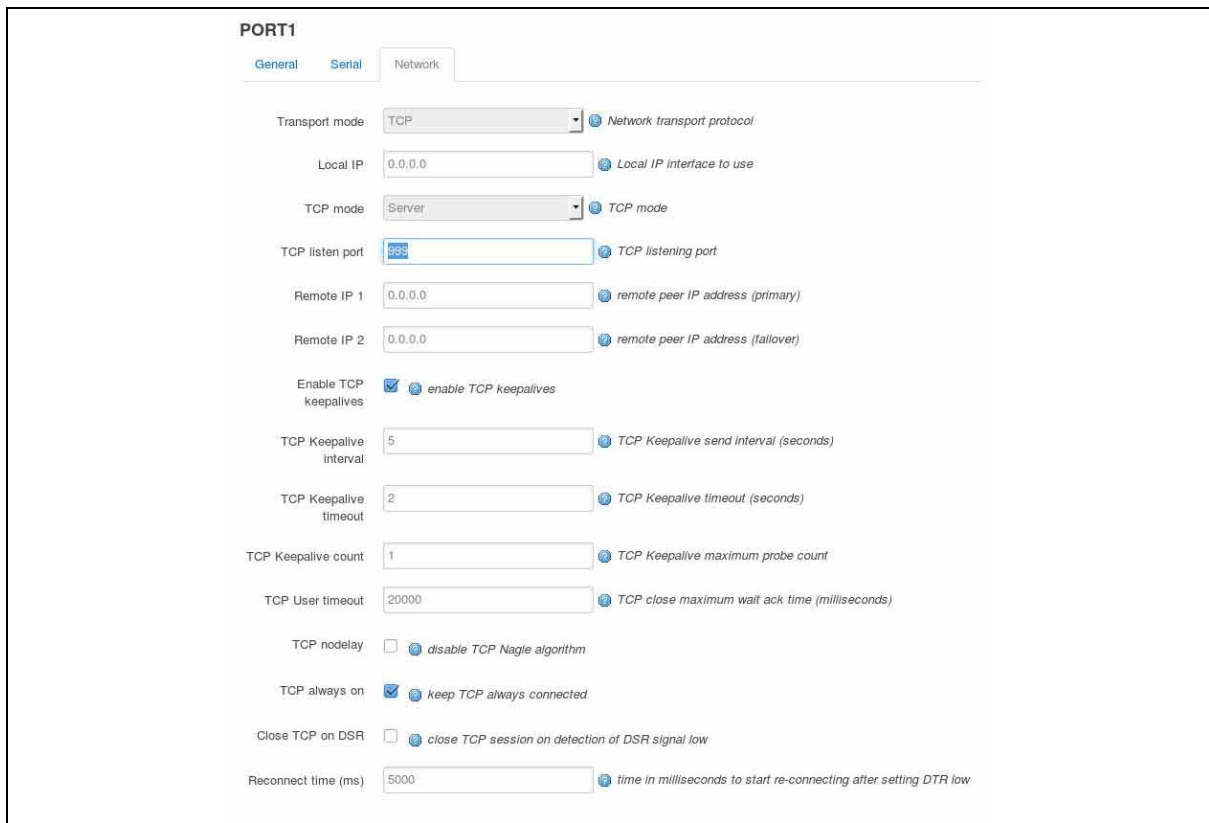 PORT1
General Serial Network
Transport mode TCP Network transport protocol
Local IP 0.0.0.0 Local IP interface to use
TCP mode Server TCP mode
TCP listen port 999 TCP listening port
Remote IP 1 0.0.0.0 remote peer IP address (primary)
Remote IP 2 0.0.0.0 remote peer IP address (failover)
Enable TCP
keepalives enable TCP keepalives
TCP Keepalive
interval 5 TCP Keepalive send interval (seconds)
TCP Keepalive
timeout 2 TCP Keepalive timeout (seconds)
TCP Keepalive count 1 TCP Keepalive maximum probe count
TCP User timeout 20000 TCP close maximum wait ack time (milliseconds)
TCP nodelay disable TCP Nagle algorithm
TCP always on keep TCP always connected
Close TCP on DSR close TCP session on detection of DSR signal low
Reconnect time (ms) 5000 time in milliseconds to start re-connecting after setting DTR low